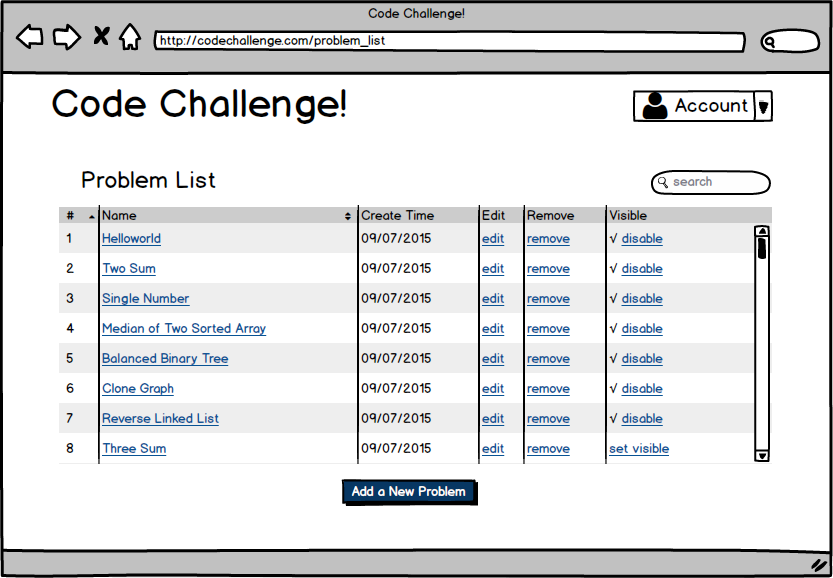 Code Challenge!
http://codechallenge.com/problem_list
Code Challenge!
Account
Problem List
search
# Name Create Time Edit Remove Visible
1 Helloworld 09/07/2015 edit remove √ disable
2 Two Sum 09/07/2015 edit remove √ disable
3 Single Number 09/07/2015 edit remove √ disable
4 Median of Two Sorted Array 09/07/2015 edit remove √ disable
5 Balanced Binary Tree 09/07/2015 edit remove √ disable
6 Clone Graph 09/07/2015 edit remove √ disable
7 Reverse Linked List 09/07/2015 edit remove √ disable
8 Three Sum 09/07/2015 edit remove set visible
Add a New Problem